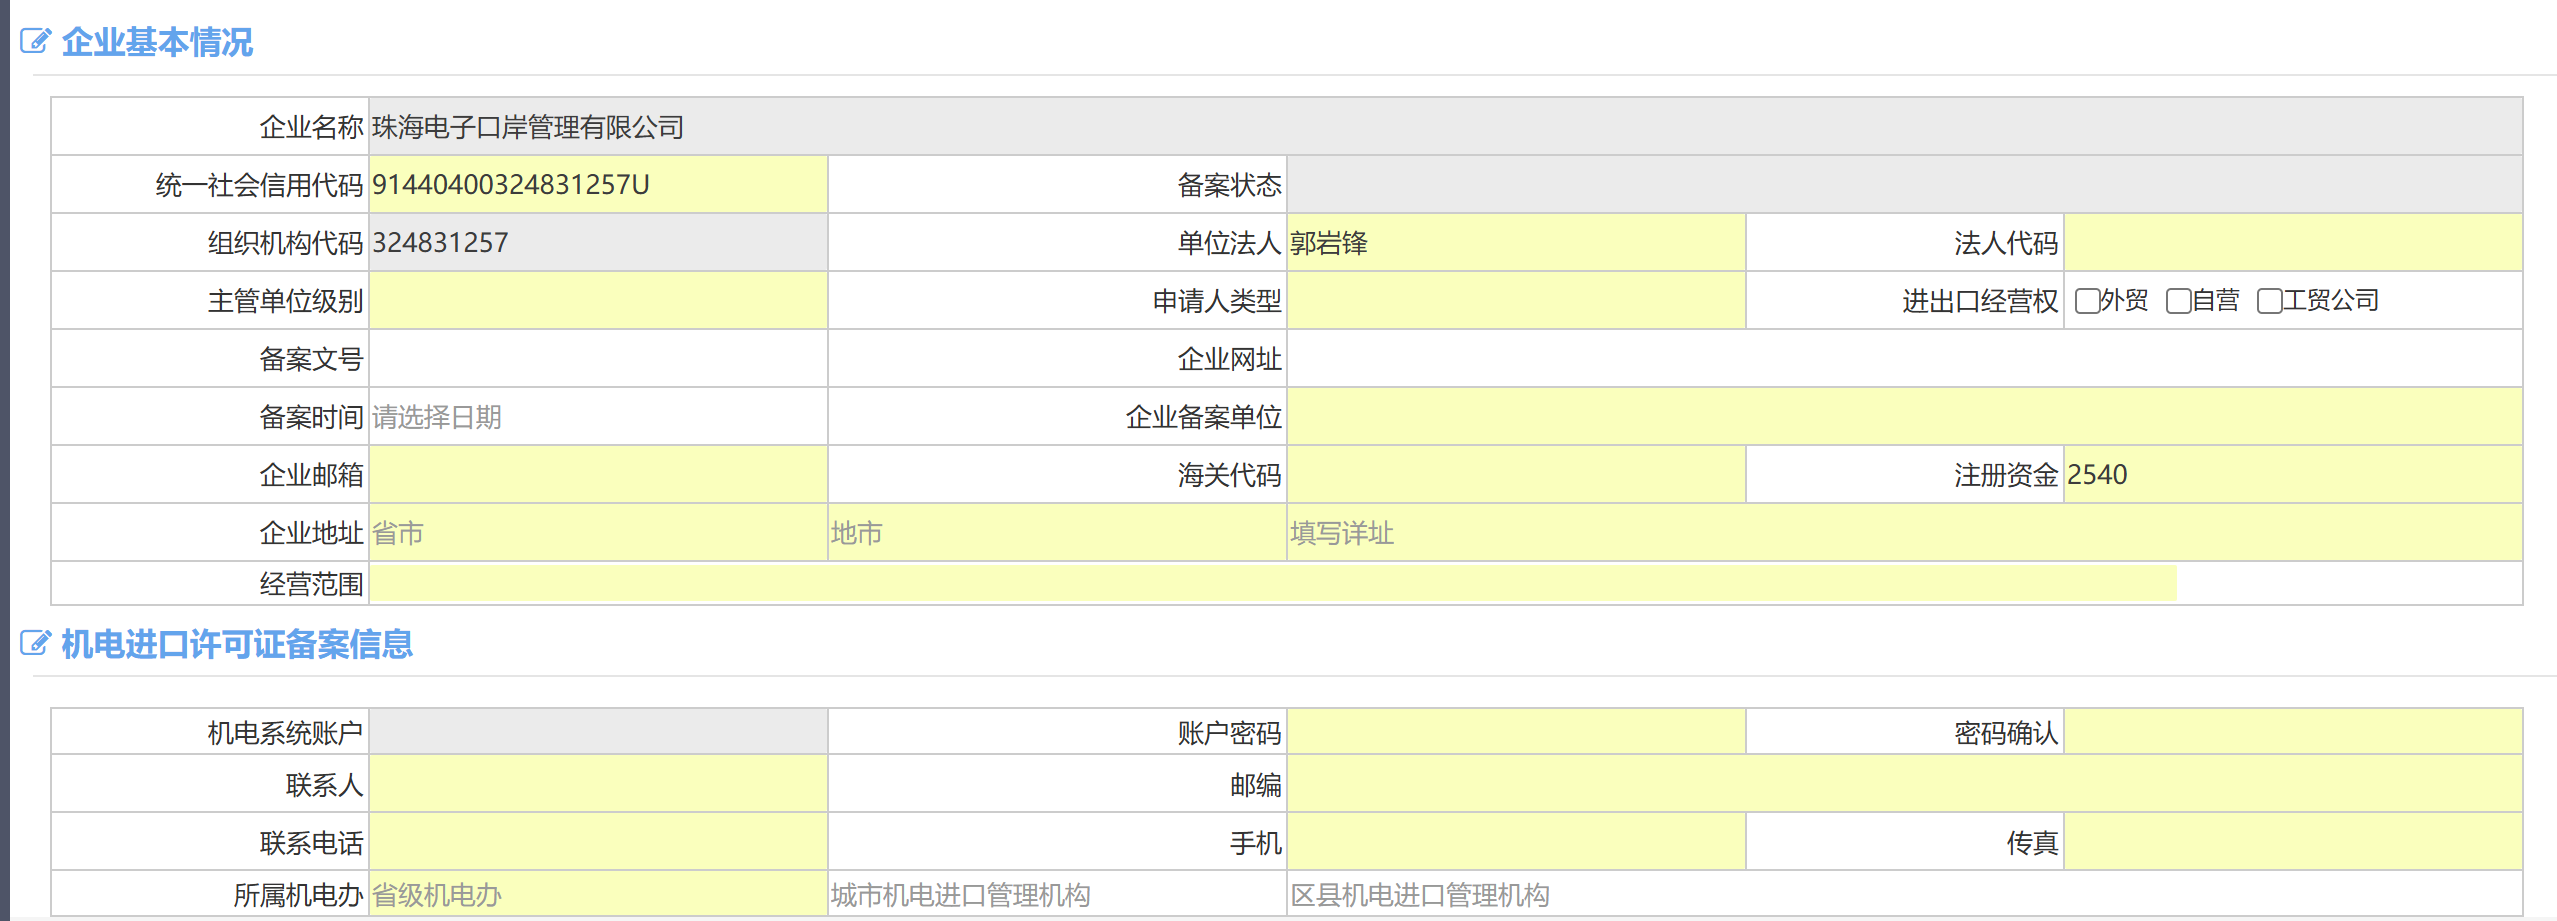 企业基本情况
企业名称 珠海电子口岸管理有限公司
统一社会信用代码 91440400324831257U 备案状态
组织机构代码 324831257 单位法人 郭岩锋 法人代码
主管单位级别 申请人类型 进出口经营权 外贸 自营 工贸公司
备案文号 企业网址
备案时间 请选择日期 企业备案单位
企业邮箱 海关代码 注册资金 2540
企业地址 省市 地市 填写详址
经营范围
机电进口许可证备案信息
机电系统账户 账户密码 密码确认
联系人 邮编
联系电话 手机 传真
所属机电办 省级机电办 城市机电进口管理机构 区县机电进口管理机构